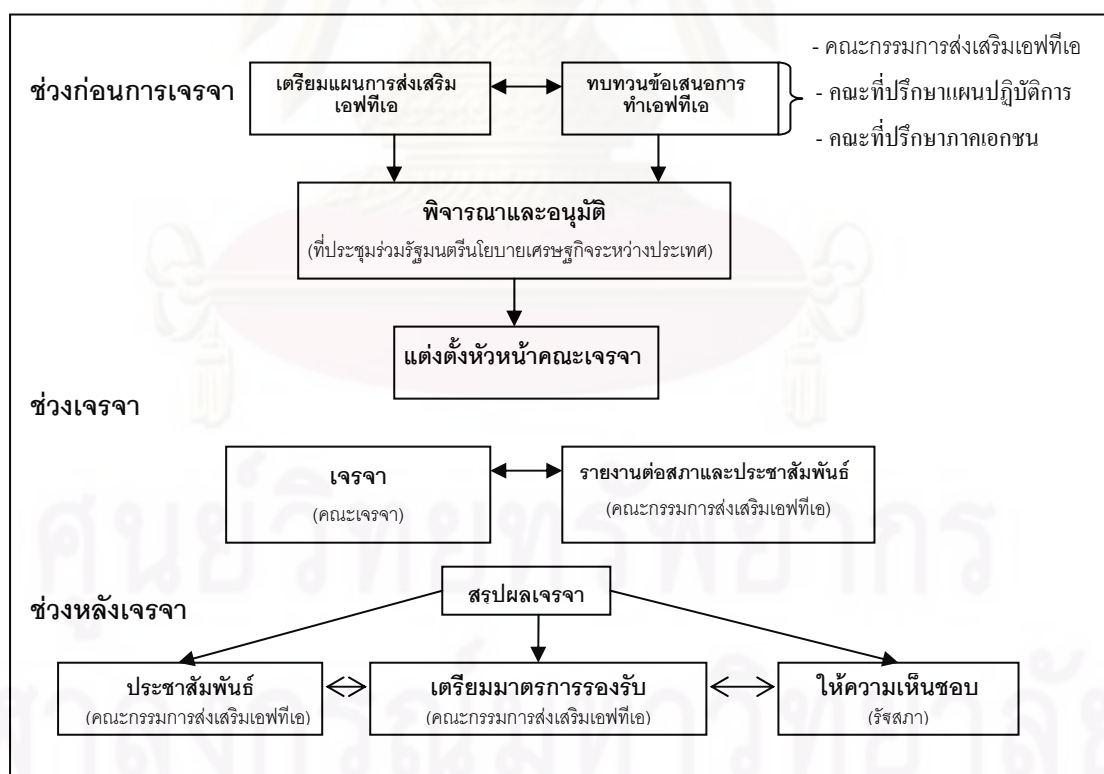 - คณะกรรมการส่งเสริมเอฟทีเอ
ช่วงก่อนการเจรจา
เตรียมแผนการส่งเสริม
เอฟทีเอ
ทบทวนข้อเสนอการ
ทำเอฟทีเอ
- คณะที่ปรึกษาแผนปฏิบัติการ
- คณะที่ปรึกษาภาคเอกชน
พิจารณาและอนุมัติ
(ที่ประชุมร่วมรัฐมนตรีนโยบายเศรษฐกิจระหว่างประเทศ)
แต่งตั้งหัวหน้าคณะเจรจา
ช่วงเจรจา
เจรจา
(คณะเจรจา)
รายงานต่อสภาและประชาสัมพันธ์
(คณะกรรมการส่งเสริมเอฟทีเอ)
ศูนย์วิทยทรัพยากร
สรุปผลเจรจา
ช่วงหลังเจรจา
ประชาสัมพันธ์
(คณะกรรมการส่งเสริมเอฟทีเอ)
เตรียมมาตรการรองรับ
(คณะกรรมการส่งเสริมเอฟทีเอ)
ให้ความเห็นชอบ
(รัฐสภา)